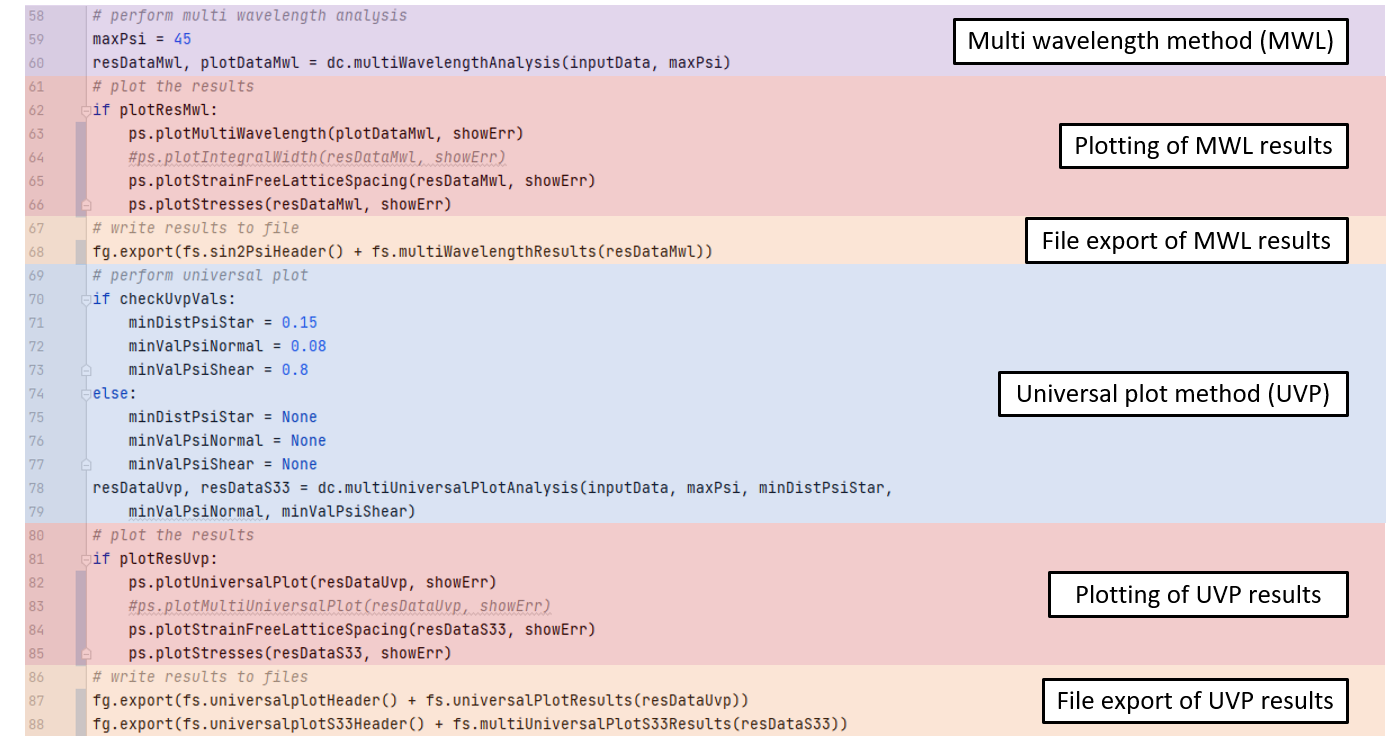 58 # perform multi wavelength analysis
59 maxPsi = 45
Multi wavelength method (MWL)
60 resDataMwl, plotDataMwl = dc.multiWavelengthAnalysis(inputData, maxPsi)
61 # plot the results
62 if plotResMwl:
63 ps.plotMultiWavelength(plotDataMwl, showErr)
Plotting of MWL results
64 #ps.plotIntegralWidth(resDataMwl, showErr)
65 ps.plotStrainFreeLatticeSpacing(resDataMwl, showErr)
66 ps.plotStresses(resDataMwl, showErr)
67 # write results to file
File export of MWL results
68 fg.export(fs.sin2PsiHeader() + fs.multiWavelengthResults(resDataMwl))
69 # perform universal plot
70 if checkUvpVals:
71 minDistPsiStar = 0.15
72 minValPsiNormal = 0.08
73 minValPsiShear = 0.8
74 else:
Universal plot method (UVP)
75 minDistPsiStar = None
76 minValPsiNormal = None
77 minValPsiShear = None
78 resDataUvp, resDataS33 = dc.multiUniversalPlotAnalysis(inputData, maxPsi, minDistPsiStar,
79 minValPsiNormal, minValPsiShear)
80 # plot the results
81 if plotResUvp:
82 ps.plotUniversalPlot(resDataUvp, showErr)
Plotting of UVP results
83 #ps.plotMultiUniversalPlot(resDataUvp, showErr)
84 ps.plotStrainFreeLatticeSpacing(resDataS33, showErr)
85 ps.plotStresses(resDataS33, showErr)
86 # write results to files
87 fg.export(fs.universalplotHeader() + fs.universalPlotResults(resDataUvp))
File export of UVP results
88 fg.export(fs.universalplotS33Header() + fs.multiUniversalPlotS33Results(resDataS33))